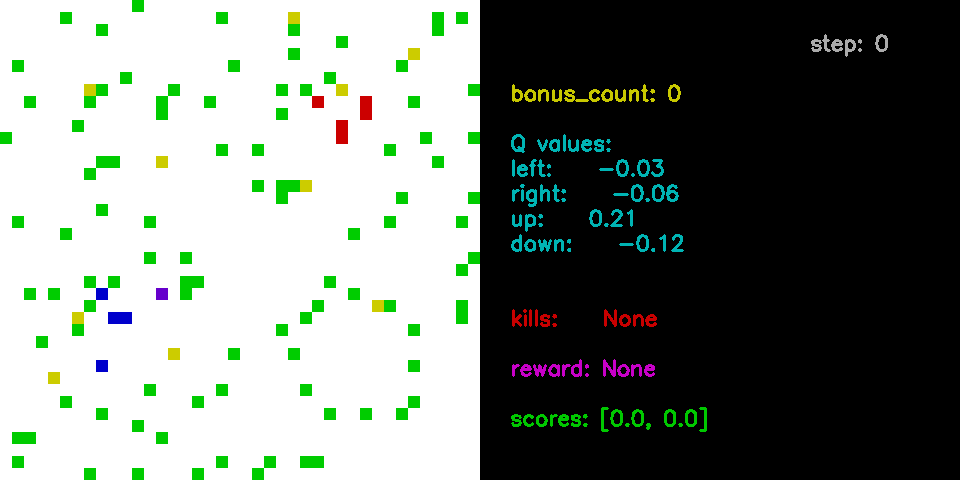 step: 0
bonus_count: 0
Q values:
left: -0.03
right: -0.06
up: 0.21
down: -0.12
kills: None
reward: None
scores: [0.0, 0.0]